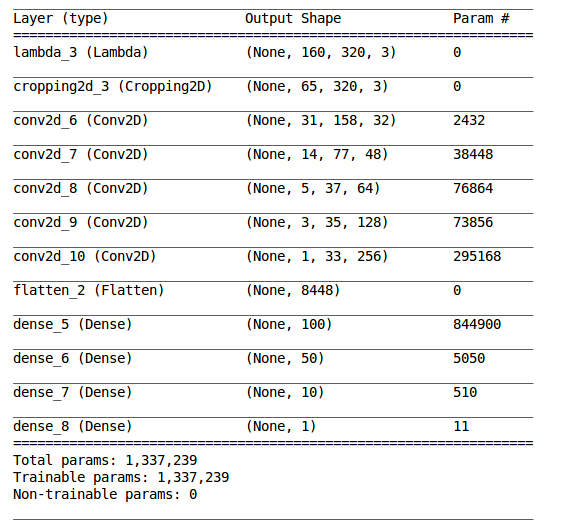 Layer (type) Output Shape Param #
=================================================================
lambda_3 (Lambda) (None, 160, 320, 3) 0
cropping2d_3 (Cropping2D) (None, 65, 320, 3) 0
conv2d_6 (Conv2D) (None, 31, 158, 32) 2432
conv2d_7 (Conv2D) (None, 14, 77, 48) 38448
conv2d_8 (Conv2D) (None, 5, 37, 64) 76864
conv2d_9 (Conv2D) (None, 3, 35, 128) 73856
conv2d_10 (Conv2D) (None, 1, 33, 256) 295168
flatten_2 (Flatten) (None, 8448) 0
dense_5 (Dense) (None, 100) 844900
dense_6 (Dense) (None, 50) 5050
dense_7 (Dense) (None, 10) 510
dense_8 (Dense) (None, 1) 11
=================================================================
Total params: 1,337,239
Trainable params: 1,337,239
Non-trainable params: 0